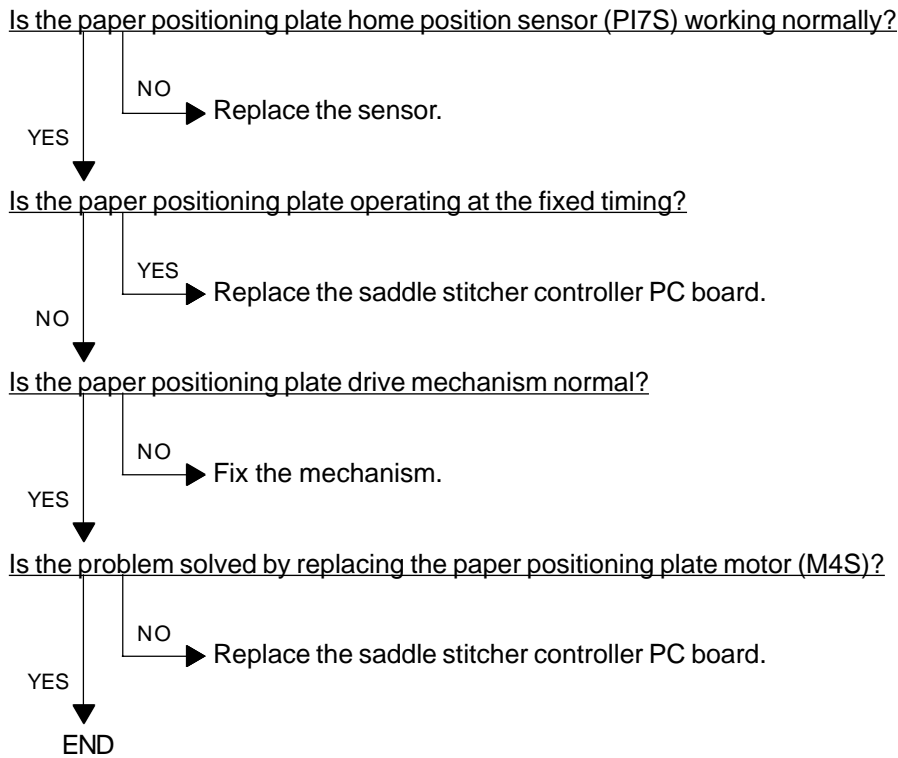 Is the paper positioning plate home position sensor (PI7S) working normally?
NO
Replace the sensor.
YES
Is the paper positioning plate operating at the fixed timing?
YES
Replace the saddle stitcher controller PC board.
NO
Is the paper positioning plate drive mechanism normal?
NO
Fix the mechanism.
YES
Is the problem solved by replacing the paper positioning plate motor (M4S)?
NO
Replace the saddle stitcher controller PC board.
YES
END